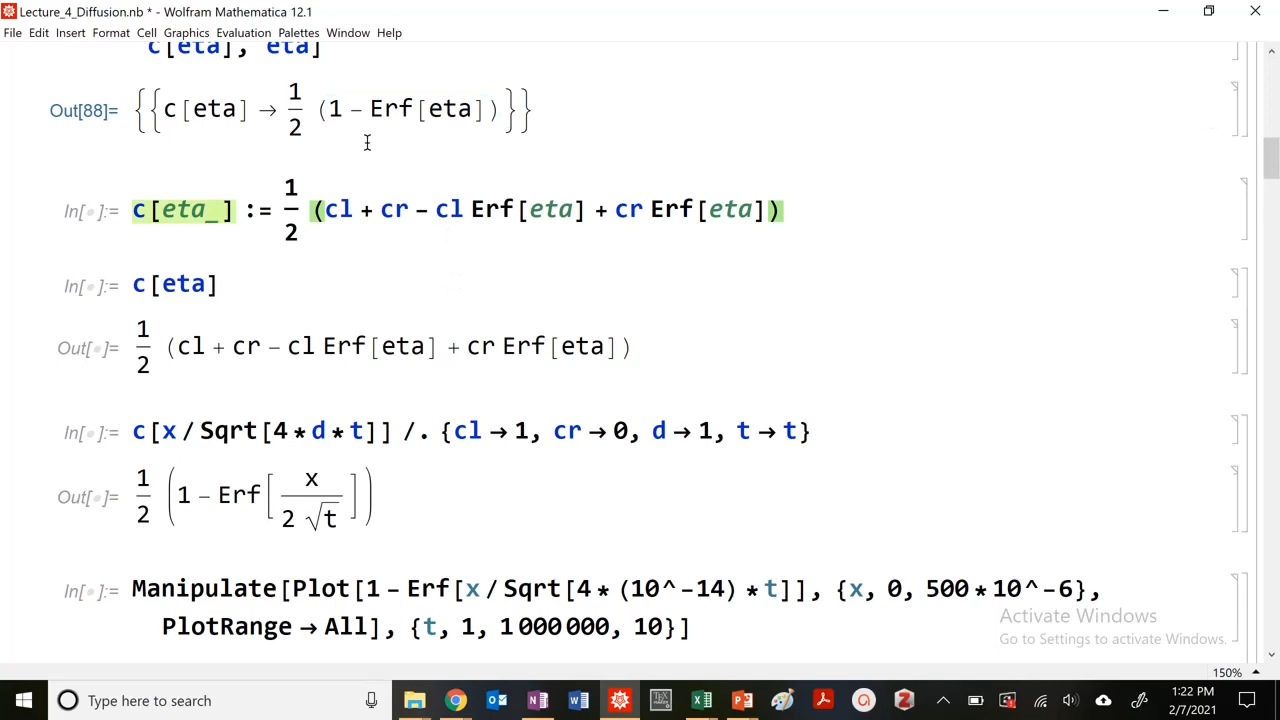 Lecture_4_Diffusion.nb * - Wolfram Mathematica 12.1
File Edit Insert Format Cell Graphics Evaluation Palettes Window Help
c[eta], eta]
Out[88]= {{c[eta] → 1/2 (1 - Erf[eta])}}
In[•]:= c[eta_] := 1/2 (cl + cr - cl Erf[eta] + cr Erf[eta])
In[•]:= c[eta]
Out[•]= 1/2 (cl + cr - cl Erf[eta] + cr Erf[eta])
In[•]:= c[x / Sqrt[4 * d * t]] /. {cl → 1, cr → 0, d → 1, t → t}
Out[•]= 1/2 (1 - Erf[x/(2 √t)])
In[•]:= Manipulate[Plot[1 - Erf[x / Sqrt[4 * (10^-14) * t]], {x, 0, 500 * 10^-6},
PlotRange → All], {t, 1, 1 000 000, 10}]
Activate Windows
Go to Settings to activate Windows.
150%
Type here to search
1:22 PM
2/7/2021